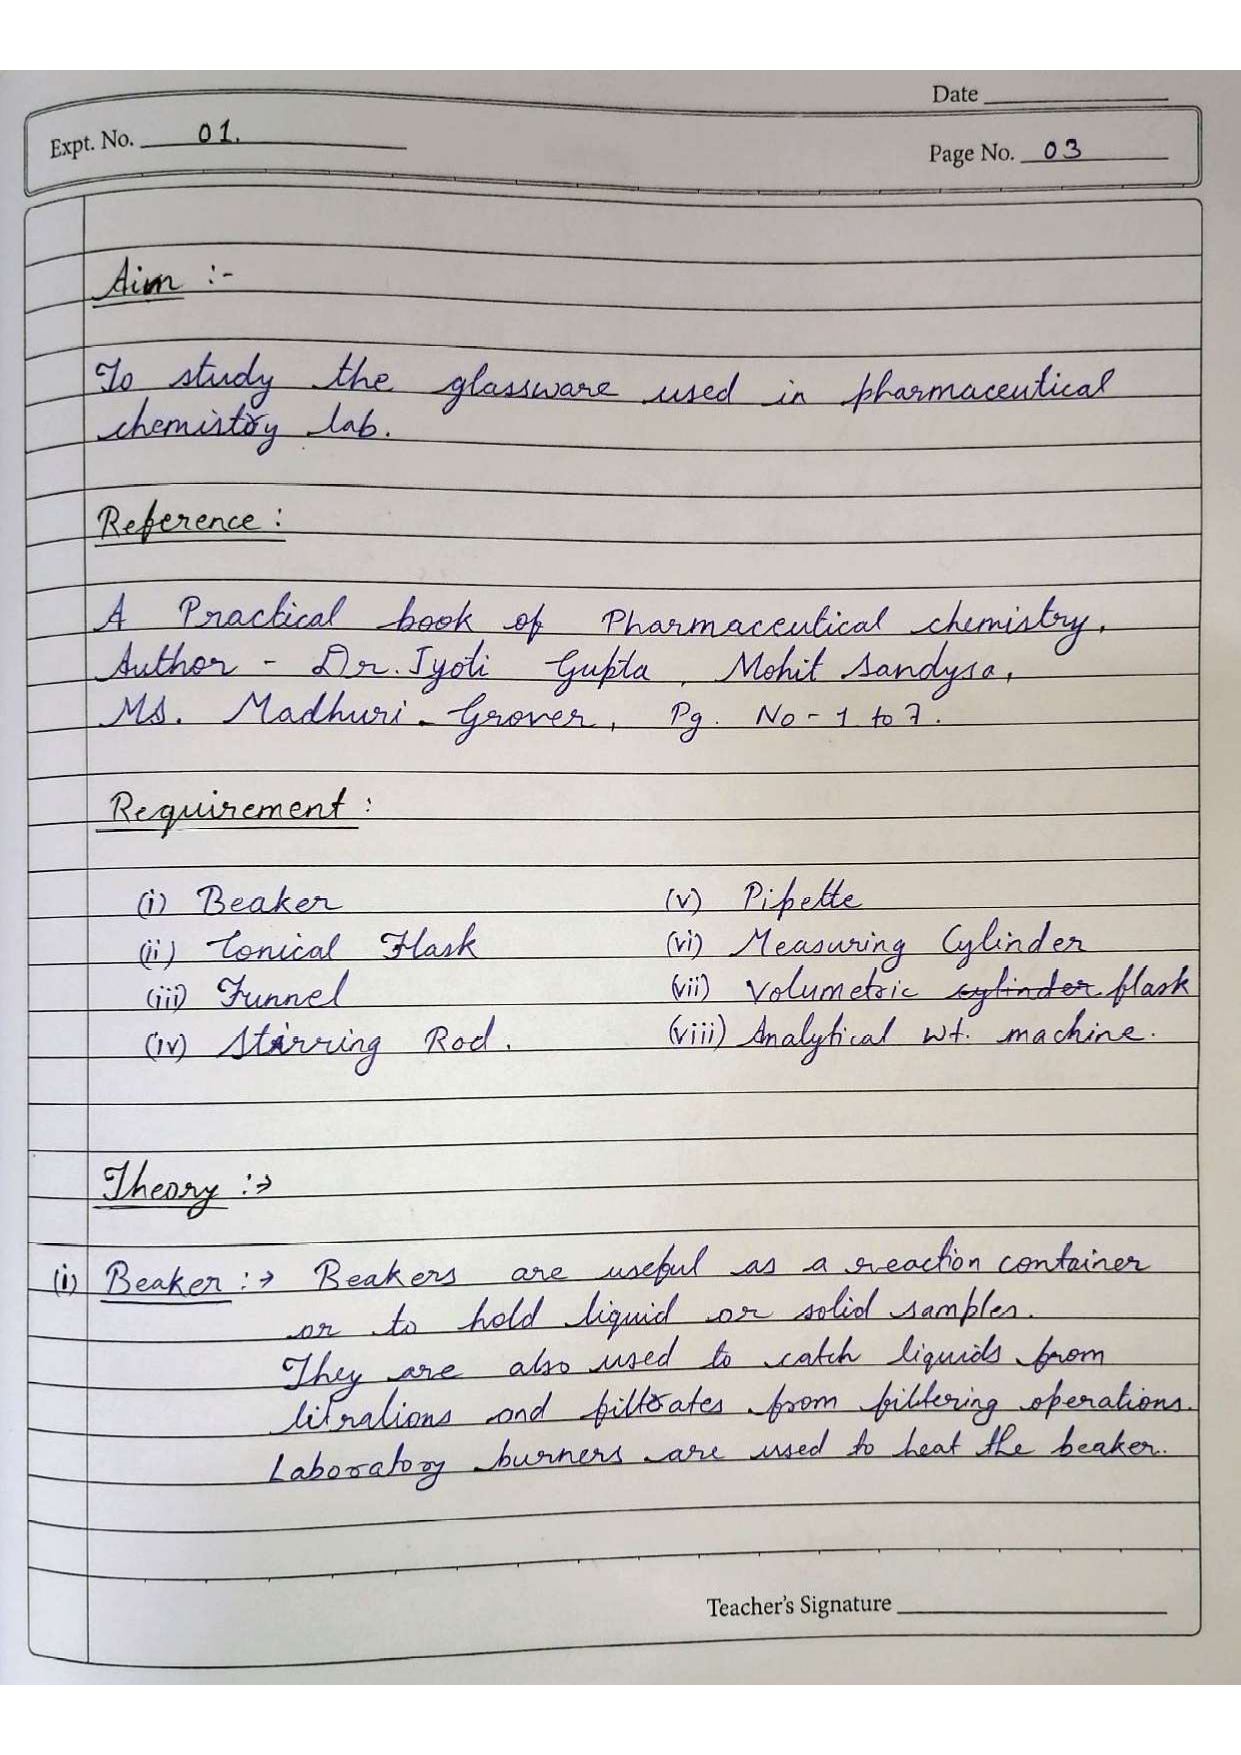 Date
Expt. No. 01.
Page No. 03
Aim :-
To study the glassware used in pharmaceutical
chemistry lab.
Reference :
A Practical book of Pharmaceutical chemistry.
Author - Dr. Jyoti Gupta, Mohit Sandysa,
MS. Madhuri Grover, Pg. No - 1 to 7.
Requirement :
(i) Beaker (v) Pipette
(ii) Conical Flask (vi) Measuring Cylinder
(iii) Funnel (vii) Volumetric cylinder flask
(iv) Stirring Rod. (viii) Analytical wt. machine.
Theory :→
(i) Beaker :→ Beakers are useful as a reaction container
or to hold liquid or solid samples.
They are also used to catch liquids from
titrations and filtrates from filtering operations.
Laboratory burners are used to heat the beaker.
Teacher's Signature